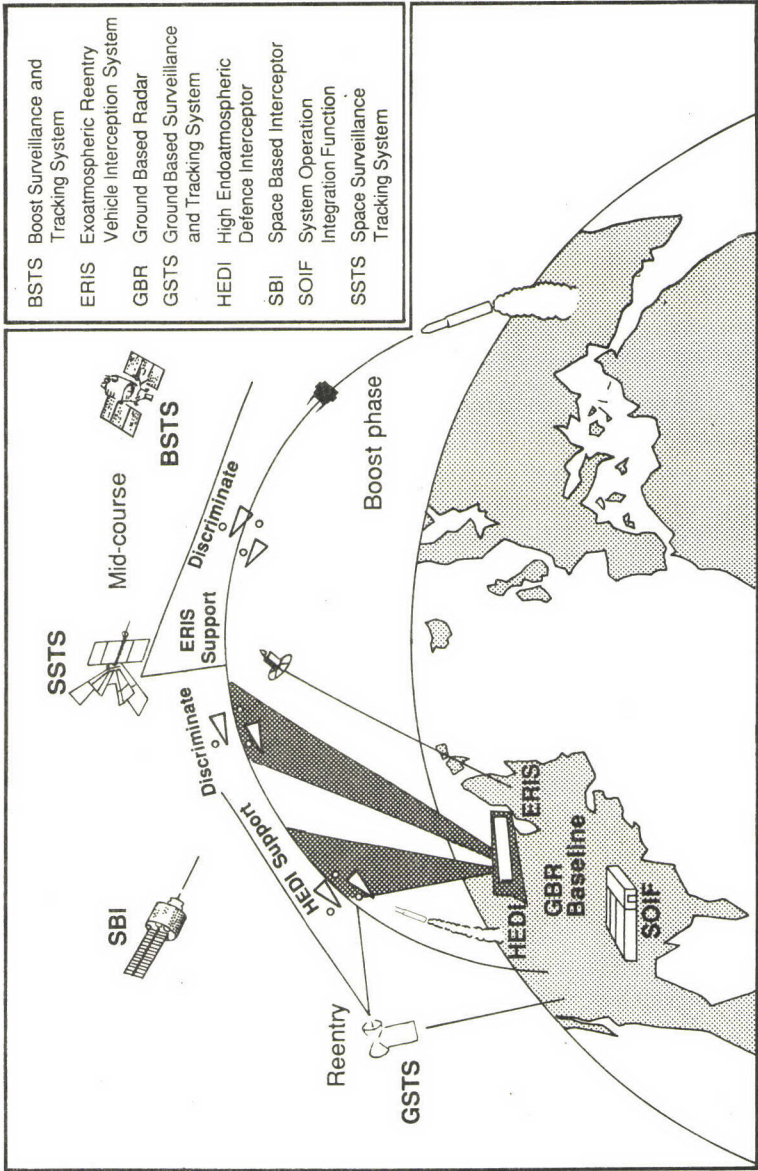 BSTS Boost Surveillance and
Tracking System
ERIS Exoatmospheric Reentry
Vehicle Interception System
GBR Ground Based Radar
GSTS Ground Based Surveillance
and Tracking System
HEDI High Endoatmospheric
Defence Interceptor
SBI Space Based Interceptor
SOIF System Operation
Integration Function
SSTS Space Surveillance
Tracking System
SSTS
Mid-course
BSTS
SBI
Discriminate
ERIS
Support
Discriminate
HEDI Support
Reentry
GSTS
Boost phase
HEDI
GBR
Baseline
ERIS
SOIF